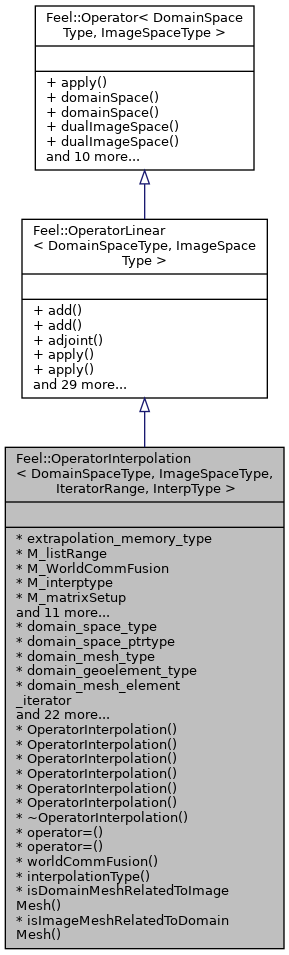 Feel::Operator< DomainSpace
Type, ImageSpaceType >
+ apply()
+ domainSpace()
+ domainSpace()
+ dualImageSpace()
+ dualImageSpace()
and 10 more...
Feel::OperatorLinear
< DomainSpaceType, ImageSpace
Type >
+ add()
+ add()
+ adjoint()
+ apply()
+ apply()
and 29 more...
Feel::OperatorInterpolation
< DomainSpaceType, ImageSpaceType,
IteratorRange, InterpType >
* extrapolation_memory_type
* M_listRange
* M_WorldCommFusion
* M_interptype
* M_matrixSetup
and 11 more...
* domain_space_type
* domain_space_ptrtype
* domain_mesh_type
* domain_geoelement_type
* domain_mesh_element
_iterator
and 22 more...
* OperatorInterpolation()
* OperatorInterpolation()
* OperatorInterpolation()
* OperatorInterpolation()
* OperatorInterpolation()
* OperatorInterpolation()
* ~OperatorInterpolation()
* operator=()
* operator=()
* worldCommFusion()
* interpolationType()
* isDomainMeshRelatedToImage
Mesh()
* isImageMeshRelatedToDomain
Mesh()